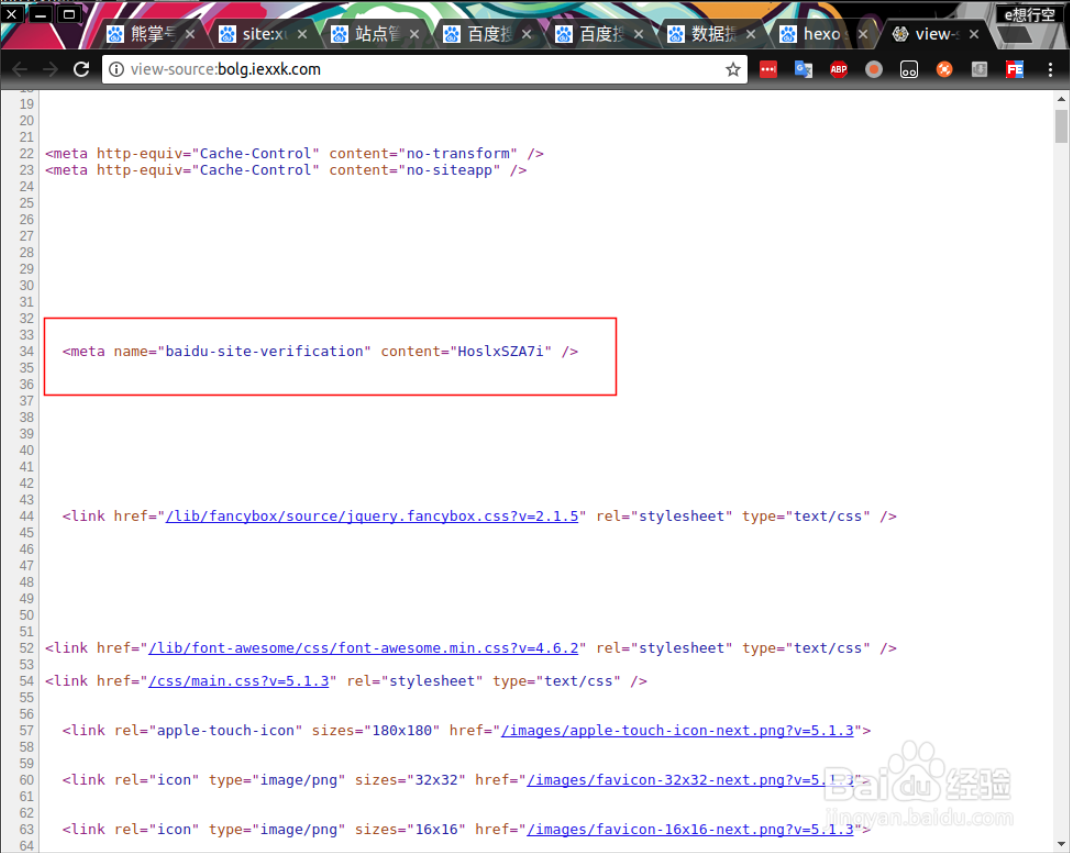 e想行空
熊掌号 site:x 站点管 百度技 百度技 数据提 hexo view-s
view-source:bolg.iexxk.com
ABP FE
19
20
21
22 <meta http-equiv="Cache-Control" content="no-transform" />
23 <meta http-equiv="Cache-Control" content="no-siteapp" />
24
25
26
27
28
29
30
31
32
33
34 <meta name="baidu-site-verification" content="HoslxSZA7i" />
35
36
37
38
39
40
41
42
43
44 <link href="/lib/fancybox/source/jquery.fancybox.css?v=2.1.5" rel="stylesheet" type="text/css" />
45
46
47
48
49
50
51
52 <link href="/lib/font-awesome/css/font-awesome.min.css?v=4.6.2" rel="stylesheet" type="text/css" />
53
54 <link href="/css/main.css?v=5.1.3" rel="stylesheet" type="text/css" />
55
56
57 <link rel="apple-touch-icon" sizes="180x180" href="/images/apple-touch-icon-next.png?v=5.1.3">
58
59
60 <link rel="icon" type="image/png" sizes="32x32" href="/images/favicon-32x32-next.png?v=5.1.3">
61
62
63 <link rel="icon" type="image/png" sizes="16x16" href="/images/favicon-16x16-next.png?v=5.1.3">
64
Baidu 经验
jingyan.baidu.com